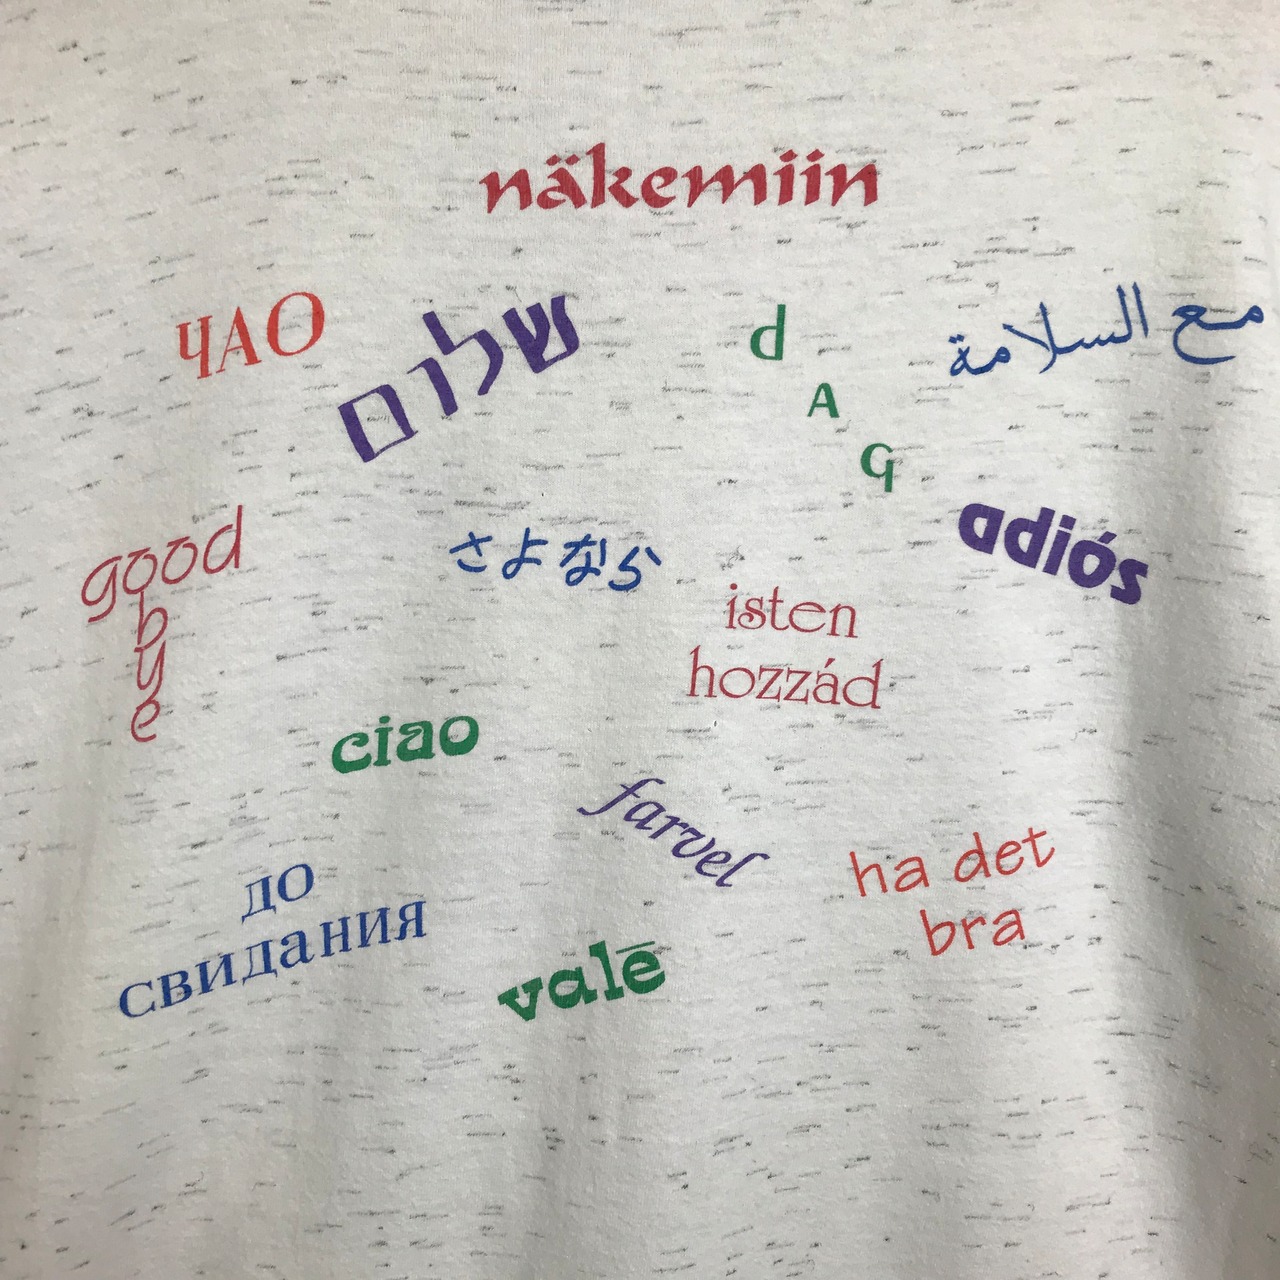 näkemiin
ЧАО
שלום
d
A
G
مع السلامة
good
b
y
e
さよなら
adiós
isten
hozzád
ciao
farvel
до
свидания
valē
ha det
bra